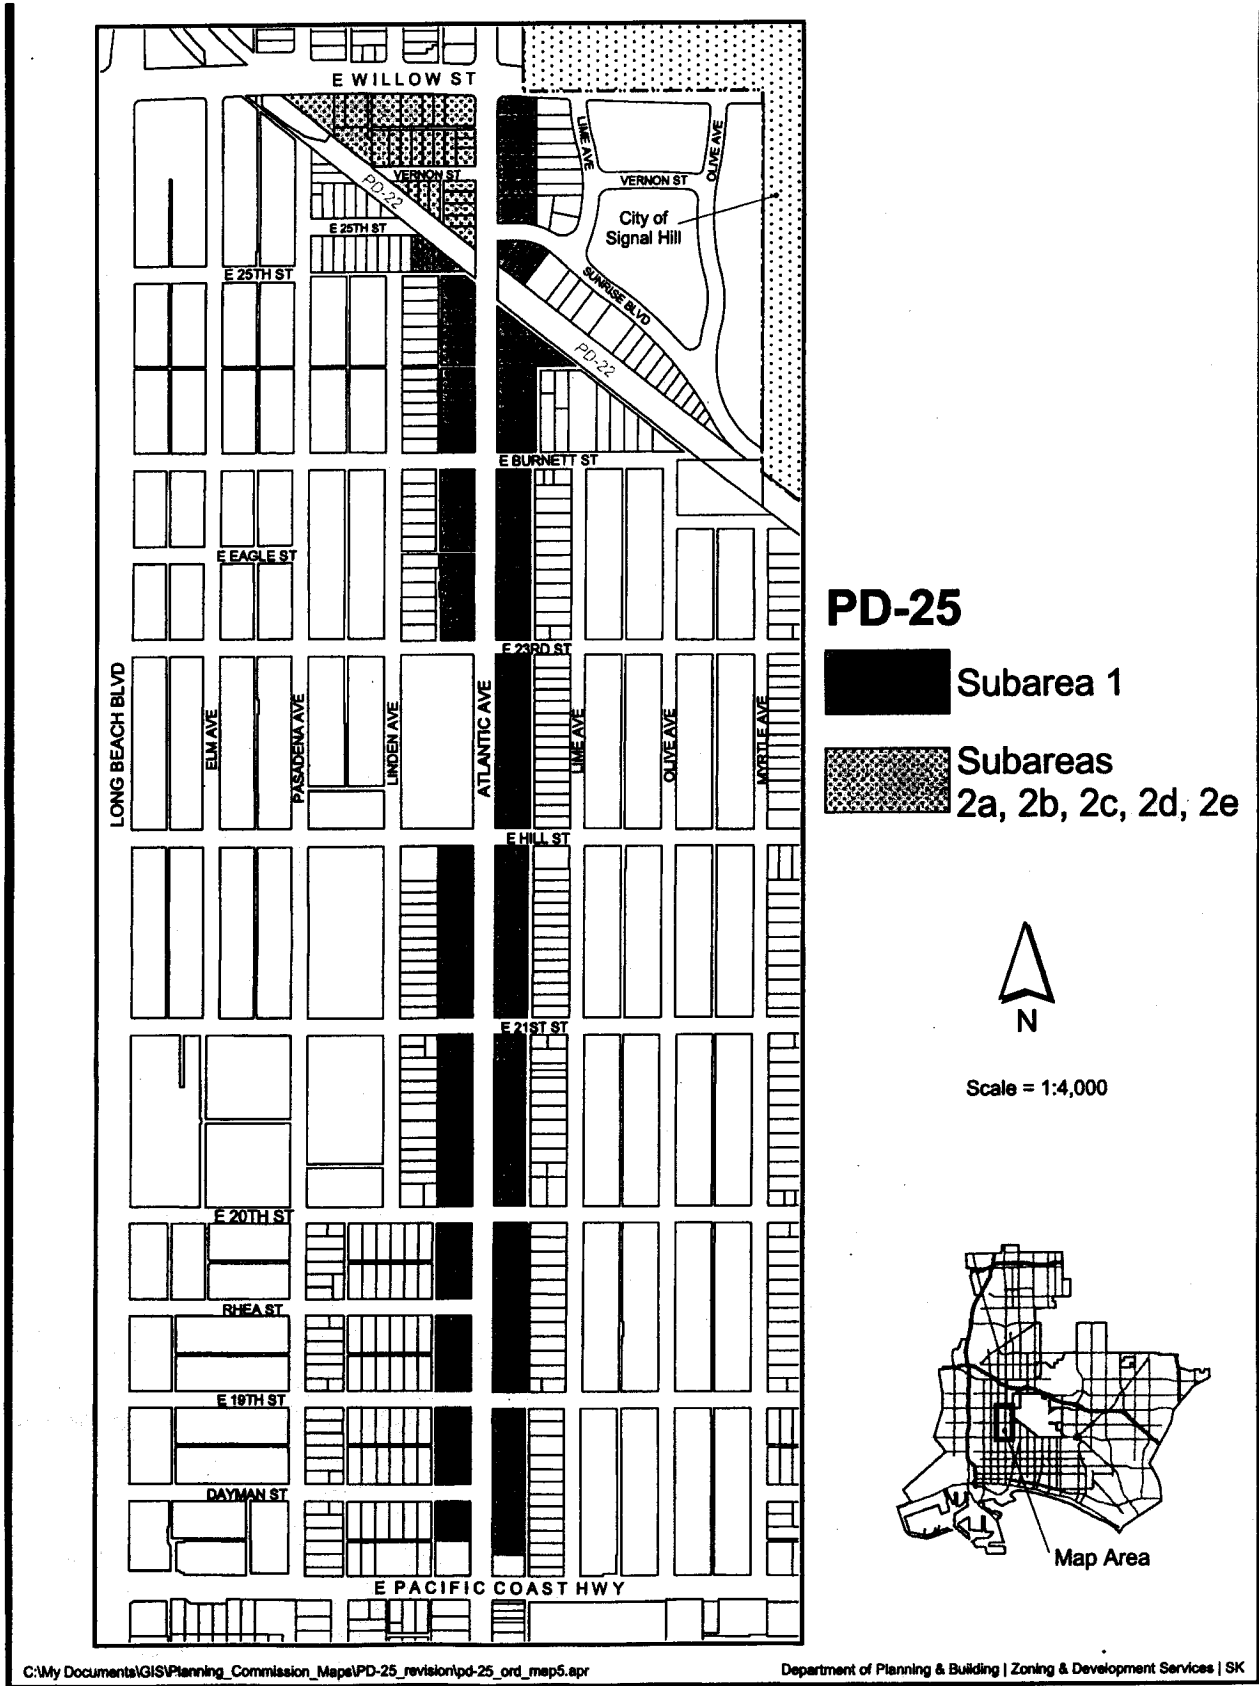 E WILLOW ST
LIME AVE
OLIVE AVE
VERNON ST
VERNON ST
PD-22
City of
Signal Hill
E 25TH ST
E 25TH ST
SUNRISE BLVD
PD-22
E BURNETT ST
E EAGLE ST
PD-25
E 23RD ST
Subarea 1
LONG BEACH BLVD
ELM AVE
PASADENA AVE
LINDEN AVE
ATLANTIC AVE
LIME AVE
OLIVE AVE
MYRTLE AVE
Subareas
2a, 2b, 2c, 2d, 2e
E HILL ST
N
E 21ST ST
Scale = 1:4,000
E 20TH ST
RHEA ST
E 19TH ST
DAYMAN ST
Map Area
E PACIFIC COAST HWY
C:\My Documents\GIS\Planning_Commission_Maps\PD-25_revision\pd-25_ord_map5.apr
Department of Planning & Building | Zoning & Development Services | SK